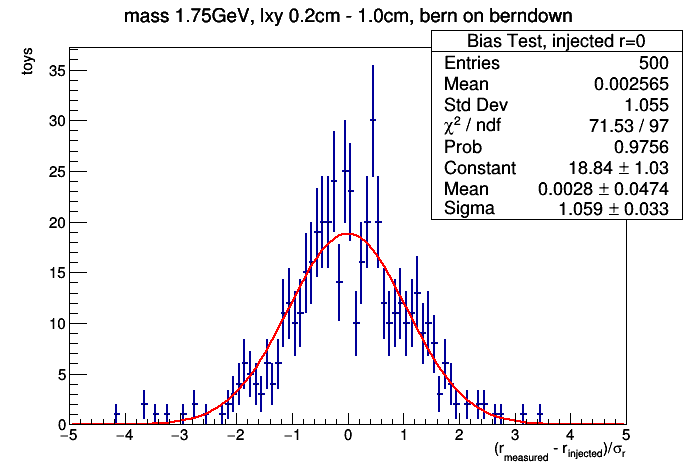 mass 1.75GeV, lxy 0.2cm - 1.0cm, bern on berndown
toys
Bias Test, injected r=0
Entries 500
Mean 0.002565
Std Dev 1.055
χ² / ndf 71.53 / 97
Prob 0.9756
Constant 18.84 ± 1.03
Mean 0.0028 ± 0.0474
Sigma 1.059 ± 0.033
35
30
25
20
15
10
5
0
−5 −4 −3 −2 −1 0 1 2 3 4 5
(r_measured - r_injected)/σ_r